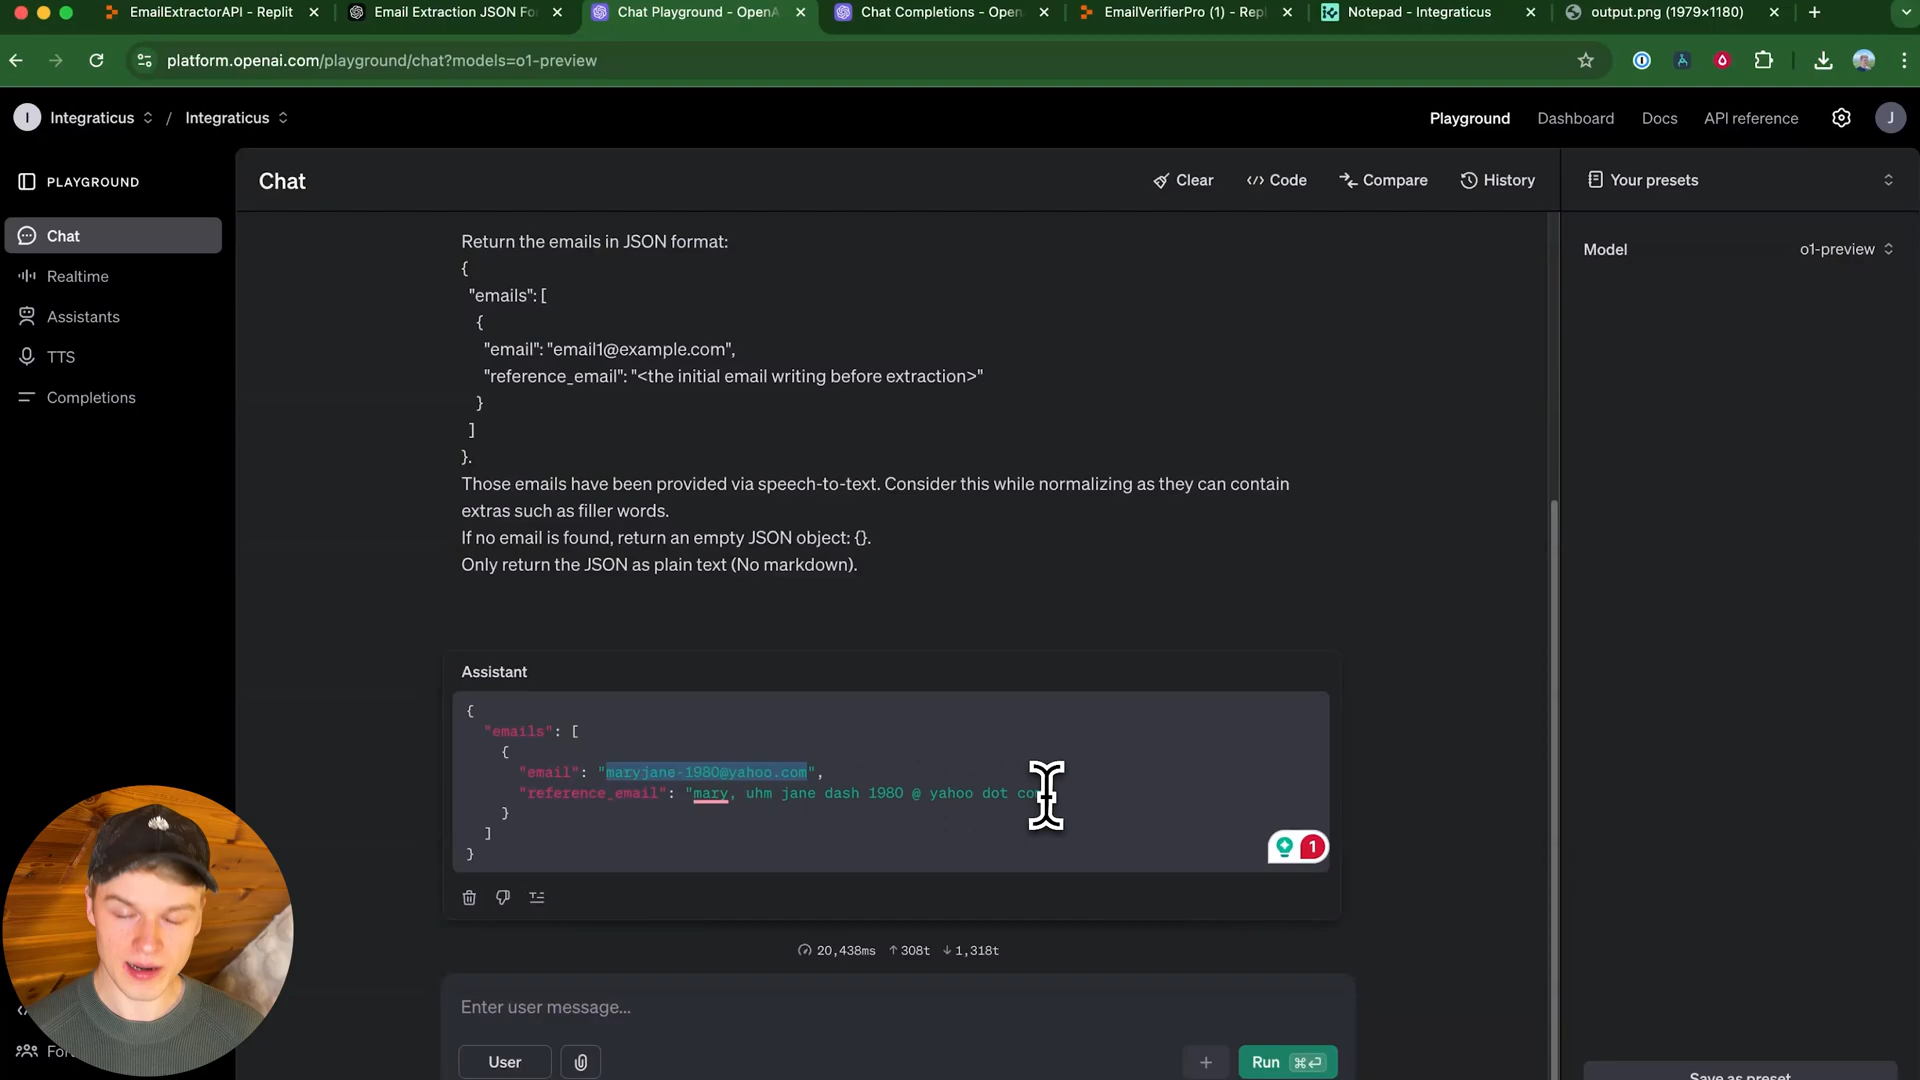 EmailExtractorAPI - Replit
Email Extraction JSON Fo
Chat Playground - OpenA
Chat Completions - Open
EmailVerifierPro (1) - Repl
Notepad - Integraticus
output.png (1979×1180)
platform.openai.com/playground/chat?models=o1-preview
I
Integraticus
/
Integraticus
Playground
Dashboard
Docs
API reference
J
PLAYGROUND
Chat
Realtime
Assistants
TTS
Completions
Chat
Clear
Code
Compare
History
Your presets
Model
o1-preview
Return the emails in JSON format:
{
"emails": [
{
"email": "email1@example.com",
"reference_email": "<the initial email writing before extraction>"
}
]
}.
Those emails have been provided via speech-to-text. Consider this while normalizing as they can contain
extras such as filler words.
If no email is found, return an empty JSON object: {}.
Only return the JSON as plain text (No markdown).
Assistant
{
"emails": [
{
"email": "maryjane-1980@yahoo.com",
"reference_email": "mary, uhm jane dash 1980 @ yahoo dot co
}
]
}
1
20,438ms
↑308t
↓1,318t
Enter user message...
User
+
Run ⌘↵
Save as preset